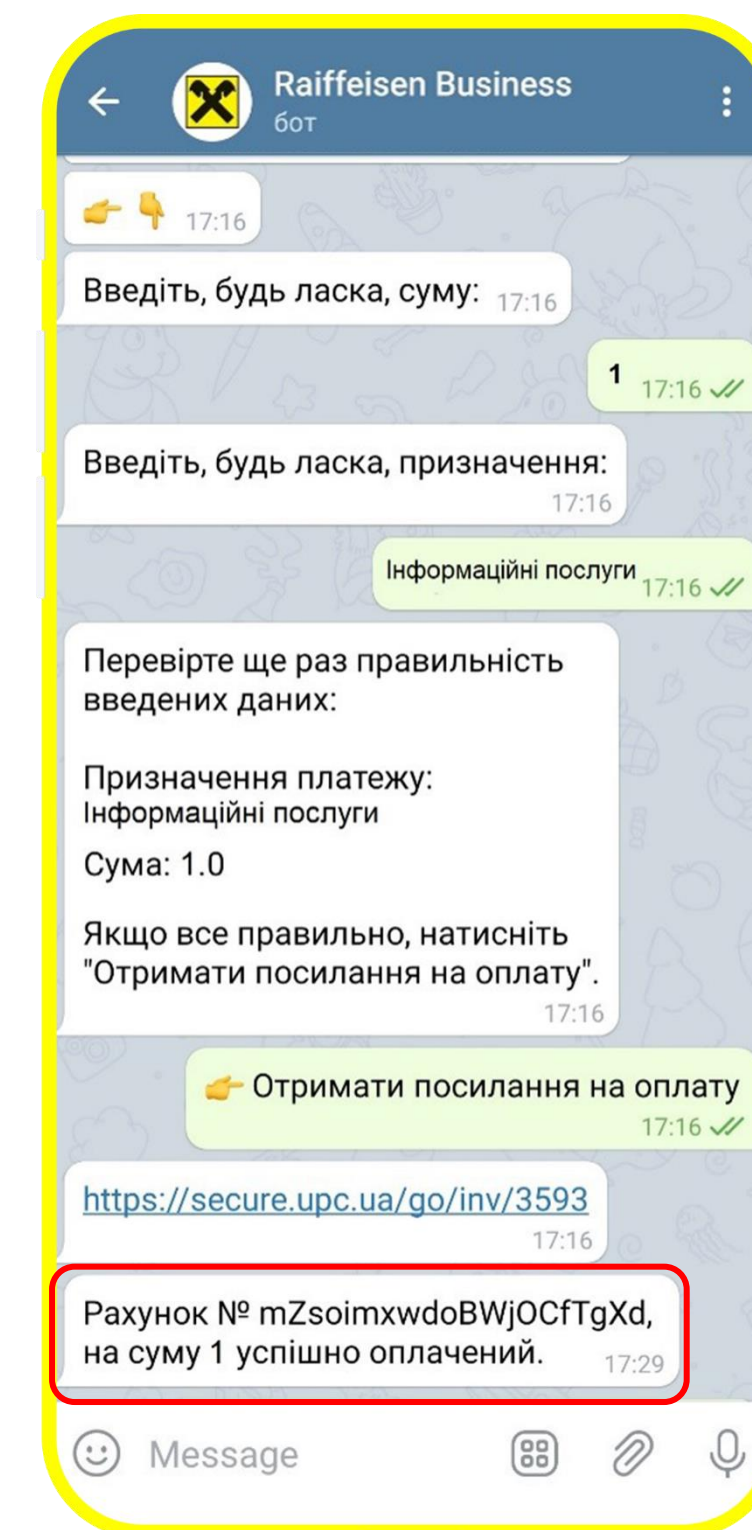 Raiffeisen Business
бот
👉 👇 17:16
Введіть, будь ласка, суму: 17:16
1 17:16
Введіть, будь ласка, призначення:
17:16
Інформаційні послуги 17:16
Перевірте ще раз правильність
введених даних:
Призначення платежу:
Інформаційні послуги
Сума: 1.0
Якщо все правильно, натисніть
"Отримати посилання на оплату".
17:16
👉 Отримати посилання на оплату
17:16
https://secure.upc.ua/go/inv/3593
17:16
Рахунок № mZsoimxwdoBWjOCfTgXd,
на суму 1 успішно оплачений. 17:29
Message